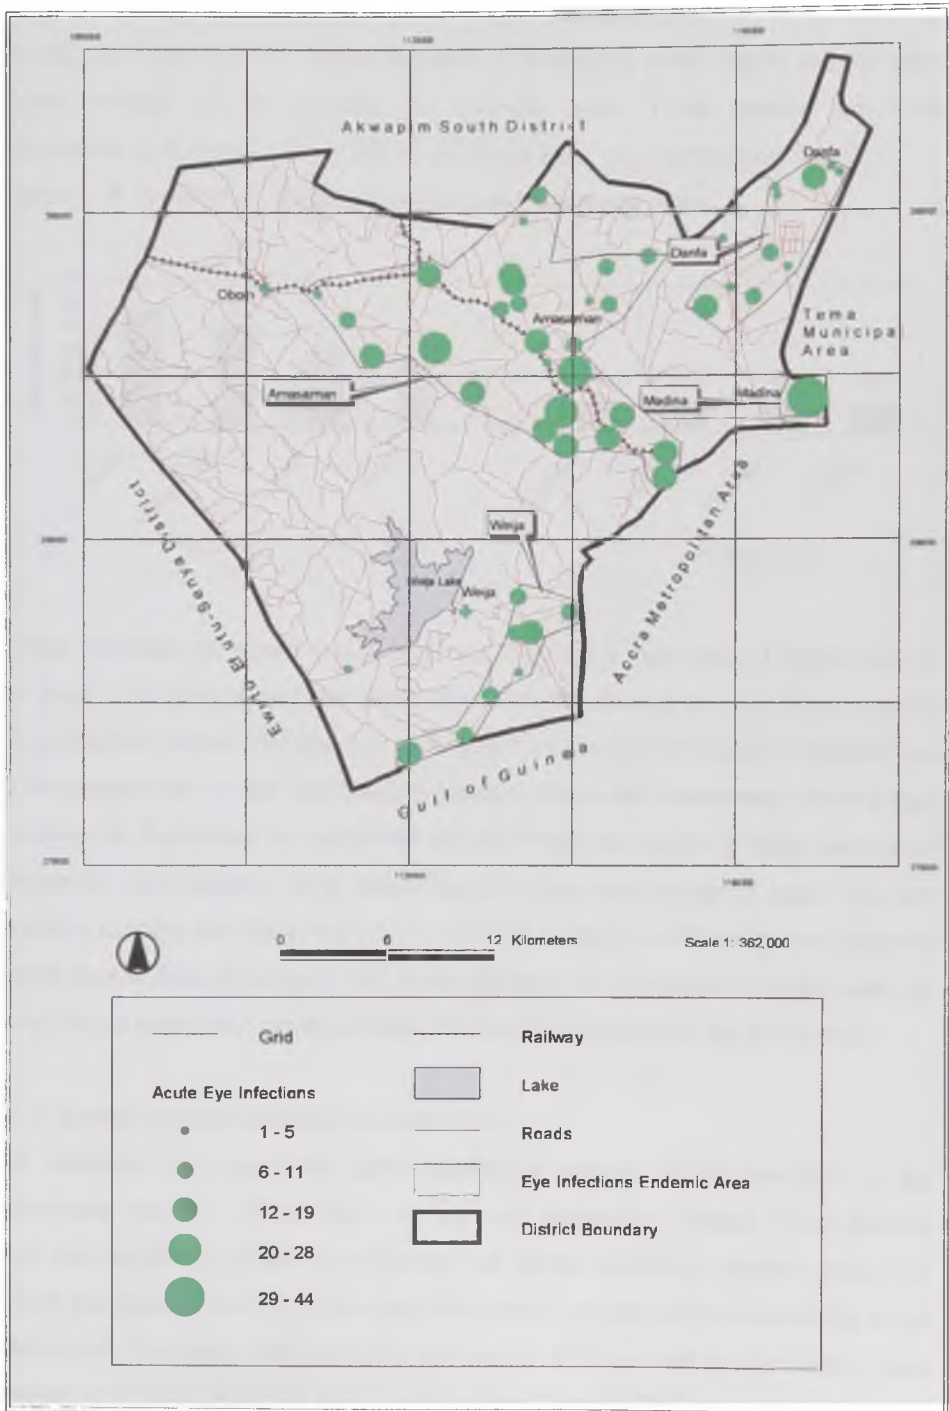 Akwapim South District
Danfa
Danfa
Obom
Amasaman
Tema
Municipal
Area
Amasaman
Madina
Madina
Ewutu Efutu-Senya District
Weija
Weija Lake
Weija
Accra Metropolitan Area
Gulf of Guinea
0 6 12 Kilometers
Scale 1: 362,000
Grid
Railway
Acute Eye Infections
Lake
1 - 5
Roads
6 - 11
Eye Infections Endemic Area
12 - 19
District Boundary
20 - 28
29 - 44